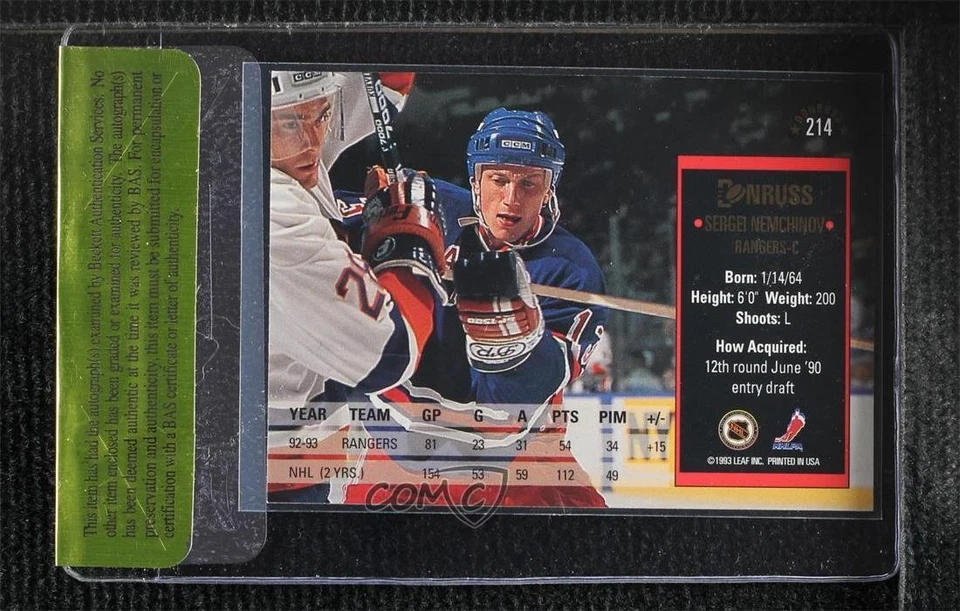 This item has had the autograph(s) examined by Beckett Authentication Services. No
other item enclosed has been graded or examined for authenticity. The autograph(s)
has been deemed authentic at the time it was reviewed by BAS. For permanent
preservation and authenticity, this item must be submitted for encapsulation or
certification with a BAS certificate or letter of authenticity.
CCM
CCM
214
DONRUSS
SERGEI NEMCHINOV
RANGERS-C
Born: 1/14/64
Height: 6'0" Weight: 200
Shoots: L
How Acquired:
12th round June '90
entry draft
NHL
NHLPA
©1993 LEAF INC. PRINTED IN USA
YEAR TEAM GP G A PTS PIM +/-
92-93 RANGERS 81 23 31 54 34 +15
NHL (2 YRS.) 154 53 59 112 49
COMC